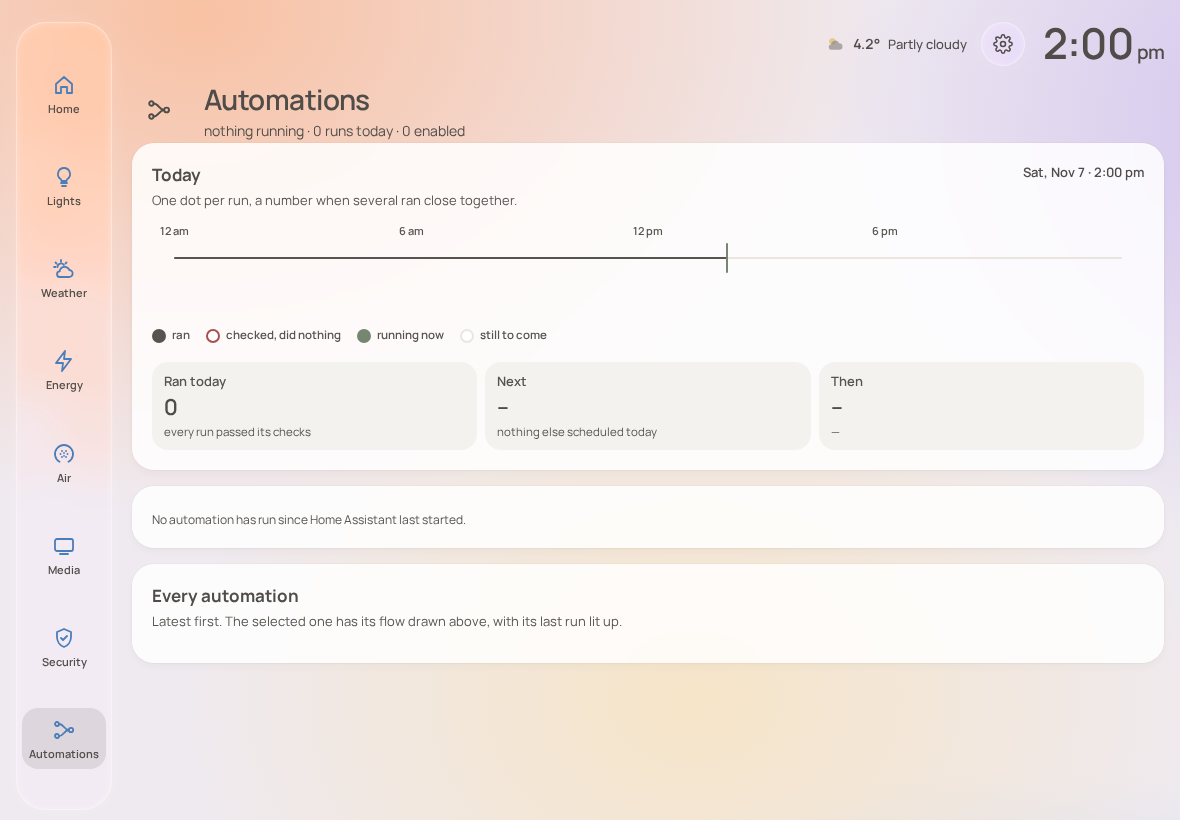 4.2° Partly cloudy
2:00 pm
Home
Lights
Weather
Energy
Air
Media
Security
Automations
Automations
nothing running · 0 runs today · 0 enabled
Today
Sat, Nov 7 · 2:00 pm
One dot per run, a number when several ran close together.
12 am 6 am 12 pm 6 pm
ran checked, did nothing running now still to come
Ran today
0
every run passed its checks
Next
–
nothing else scheduled today
Then
–
—
No automation has run since Home Assistant last started.
Every automation
Latest first. The selected one has its flow drawn above, with its last run lit up.